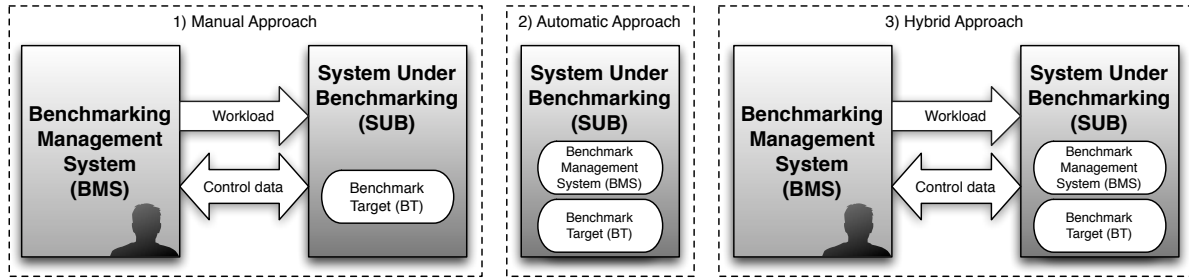 1) Manual Approach
Benchmarking
Management
System
(BMS)
Workload
Control data
System Under
Benchmarking
(SUB)
Benchmark
Target (BT)
2) Automatic Approach
System Under
Benchmarking
(SUB)
Benchmark
Management
System (BMS)
Benchmark
Target (BT)
3) Hybrid Approach
Benchmarking
Management
System
(BMS)
Workload
Control data
System Under
Benchmarking
(SUB)
Benchmark
Management
System (BMS)
Benchmark
Target (BT)